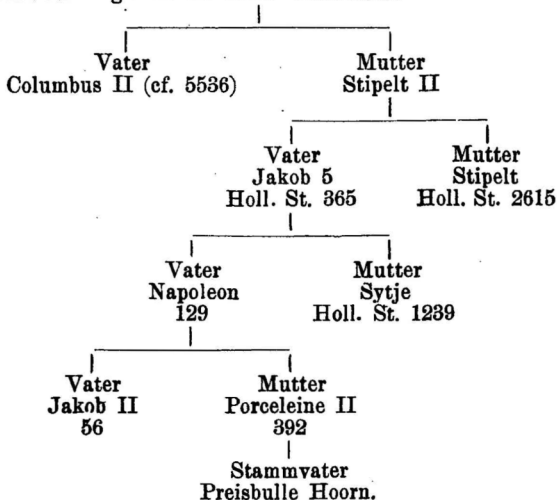 Vater Mutter
Columbus II (cf. 5536) Stipelt II
Vater Mutter
Jakob 5 Stipelt
Holl. St. 365 Holl. St. 2615
Vater Mutter
Napoleon Sytje
129 Holl. St. 1239
Vater Mutter
Jakob II Porceleine II
56 392
Stammvater
Preisbulle Hoorn.